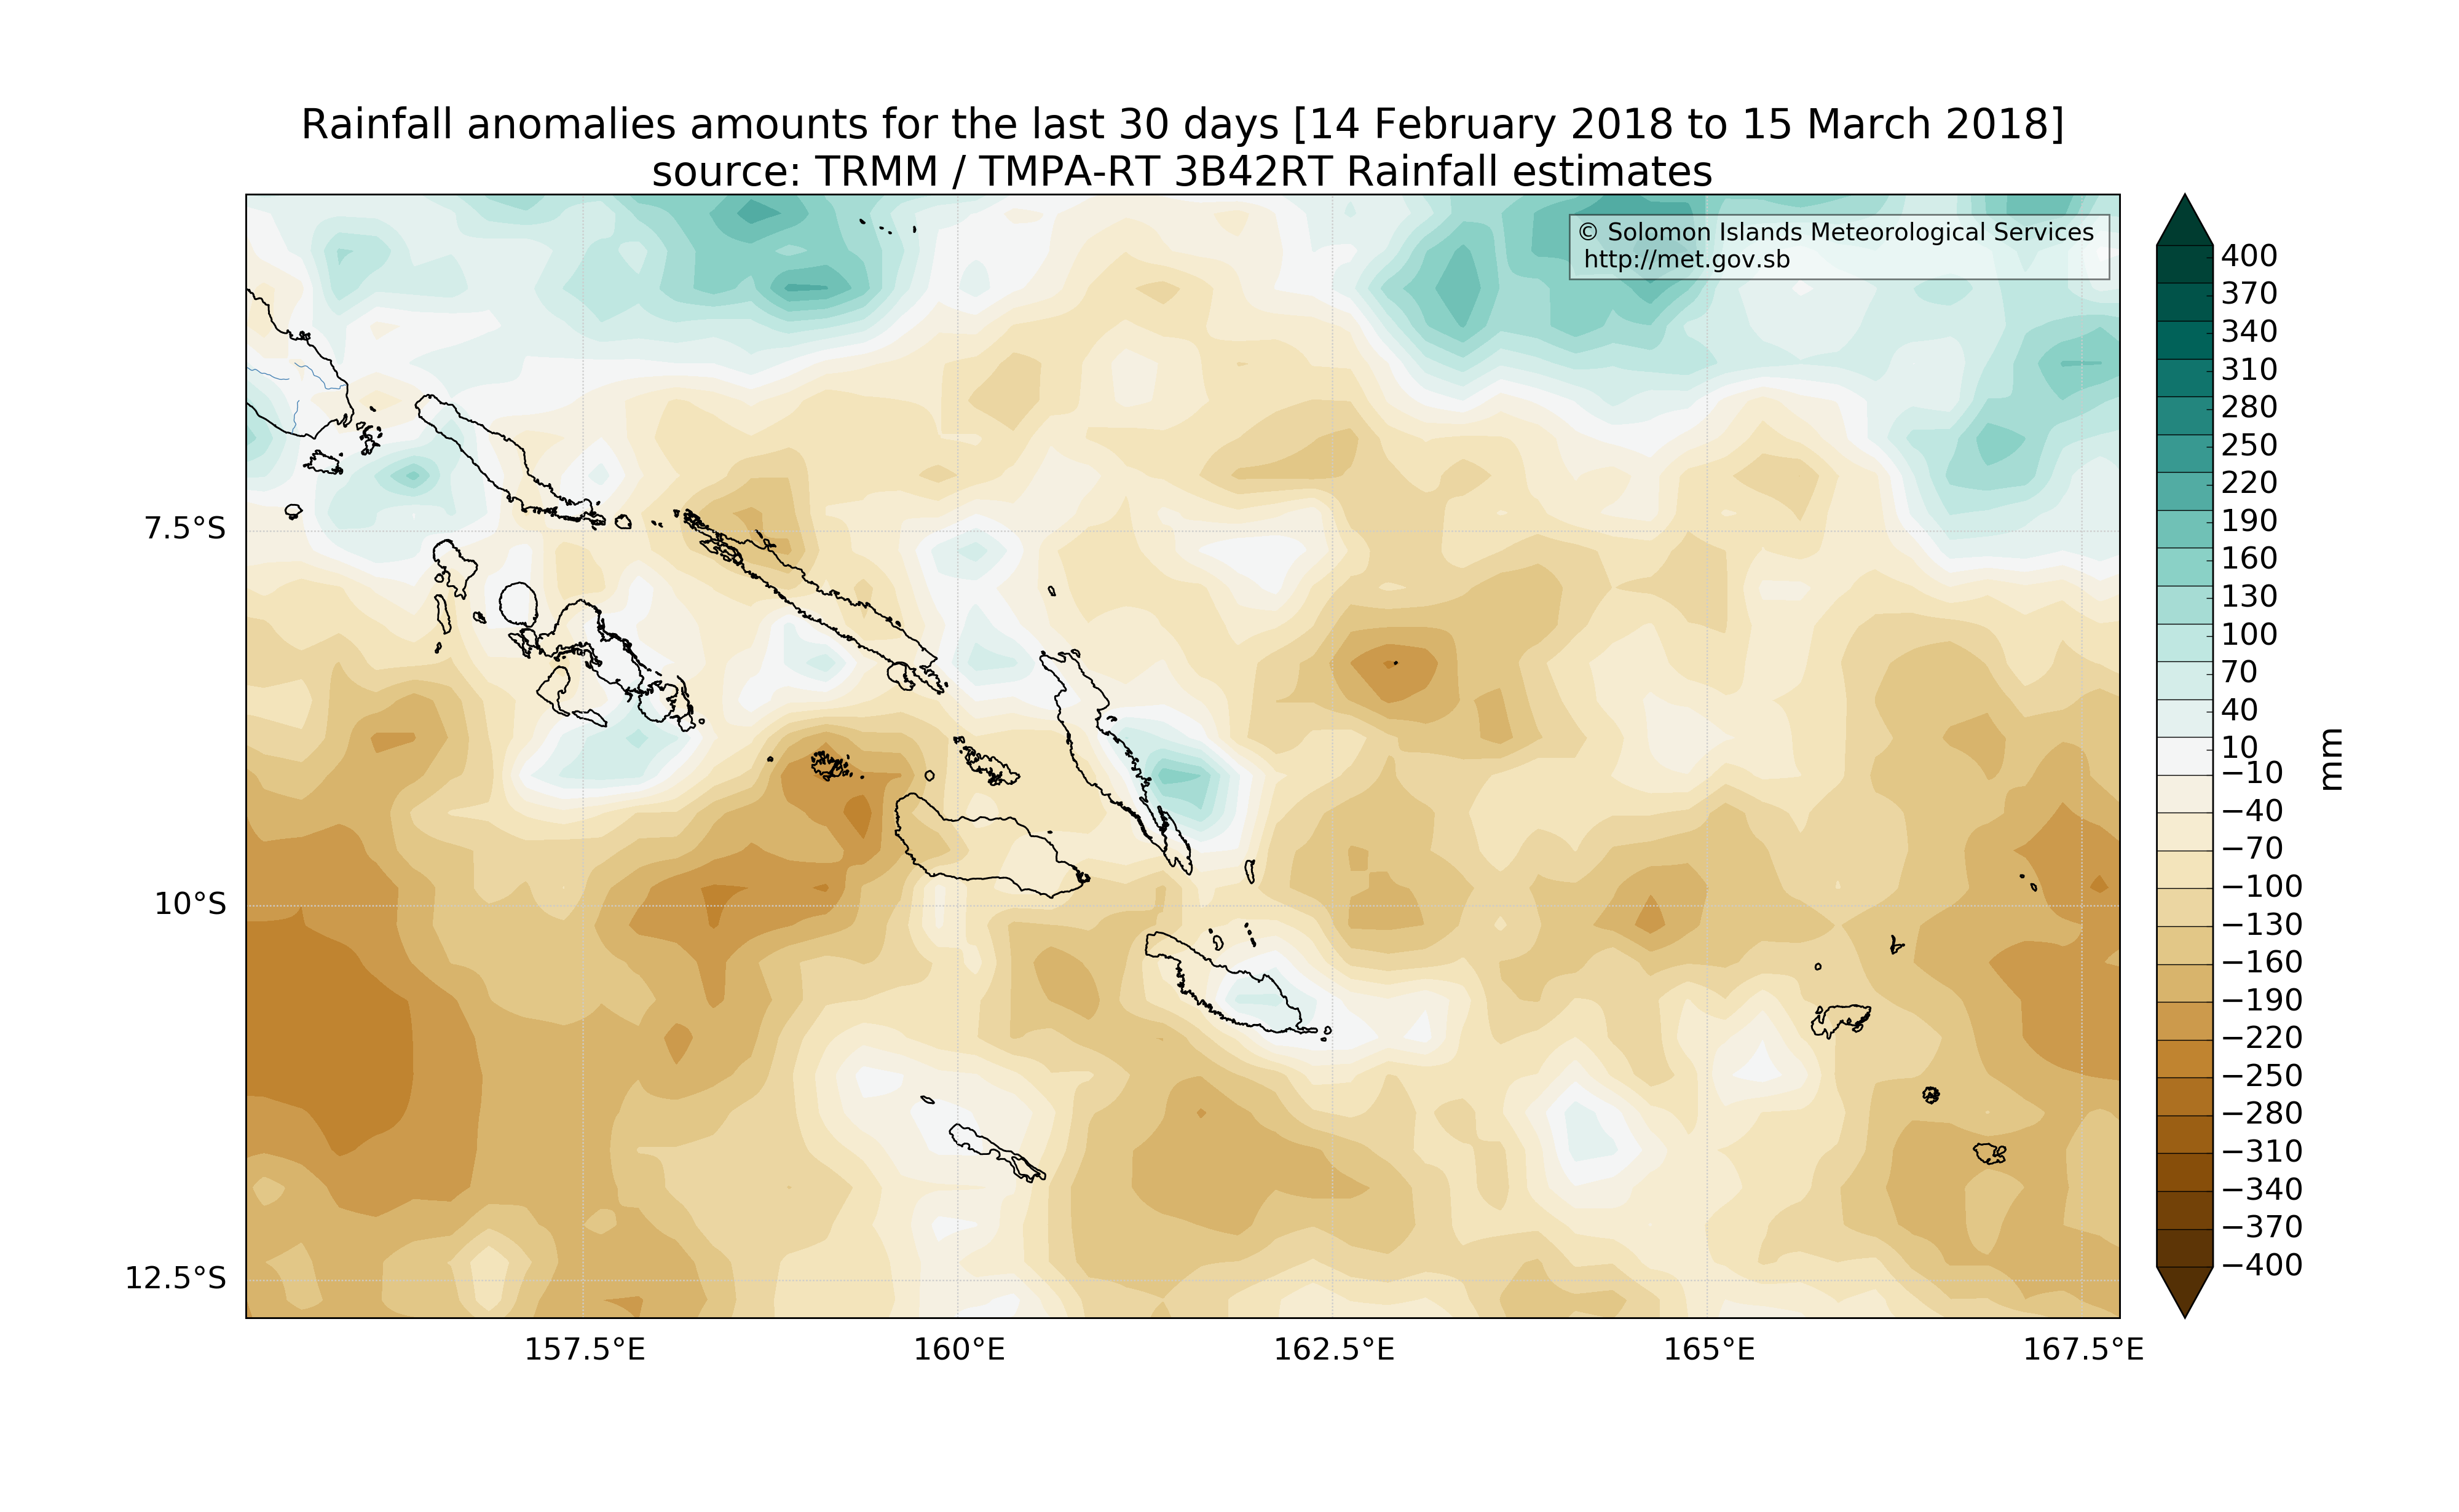 Rainfall anomalies amounts for the last 30 days [14 February 2018 to 15 March 2018]
source: TRMM / TMPA-RT 3B42RT Rainfall estimates
© Solomon Islands Meteorological Services
http://met.gov.sb
7.5°S
10°S
12.5°S
157.5°E
160°E
162.5°E
165°E
167.5°E
400
370
340
310
280
250
220
190
160
130
100
70
40
10
−10
−40
−70
−100
−130
−160
−190
−220
−250
−280
−310
−340
−370
−400
mm